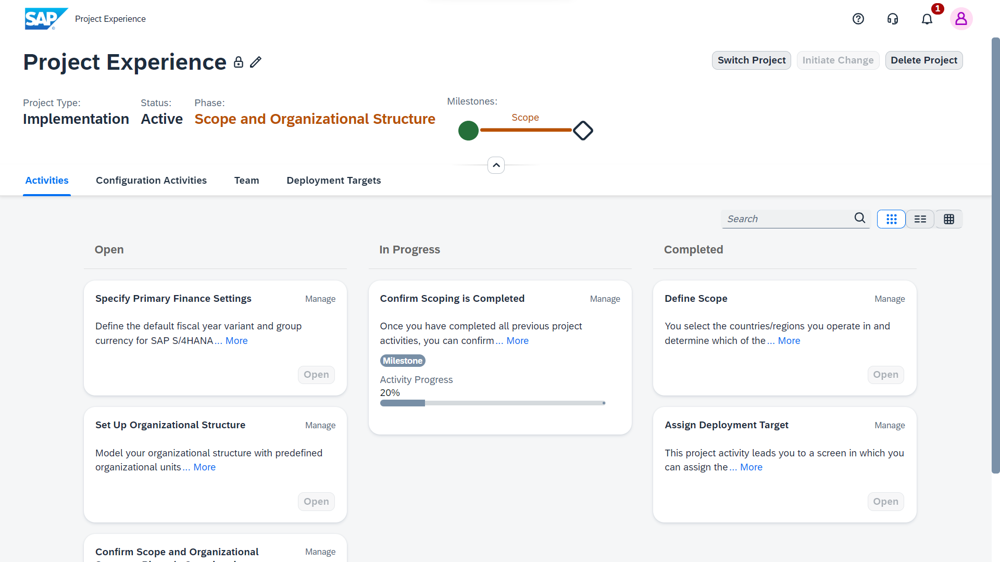 SAP
Project Experience
1
Project Experience
Switch Project
Initiate Change
Delete Project
Project Type:
Implementation
Status:
Active
Phase:
Scope and Organizational Structure
Milestones:
Scope
Activities
Configuration Activities
Team
Deployment Targets
Search
Open
In Progress
Completed
Specify Primary Finance Settings
Manage
Define the default fiscal year variant and group
currency for SAP S/4HANA... More
Open
Confirm Scoping is Completed
Manage
Once you have completed all previous project
activities, you can confirm... More
Milestone
Activity Progress
20%
Define Scope
Manage
You select the countries/regions you operate in and
determine which of the... More
Open
Set Up Organizational Structure
Manage
Model your organizational structure with predefined
organizational units... More
Open
Assign Deployment Target
Manage
This project activity leads you to a screen in which you
can assign the... More
Open
Confirm Scope and Organizational
Manage